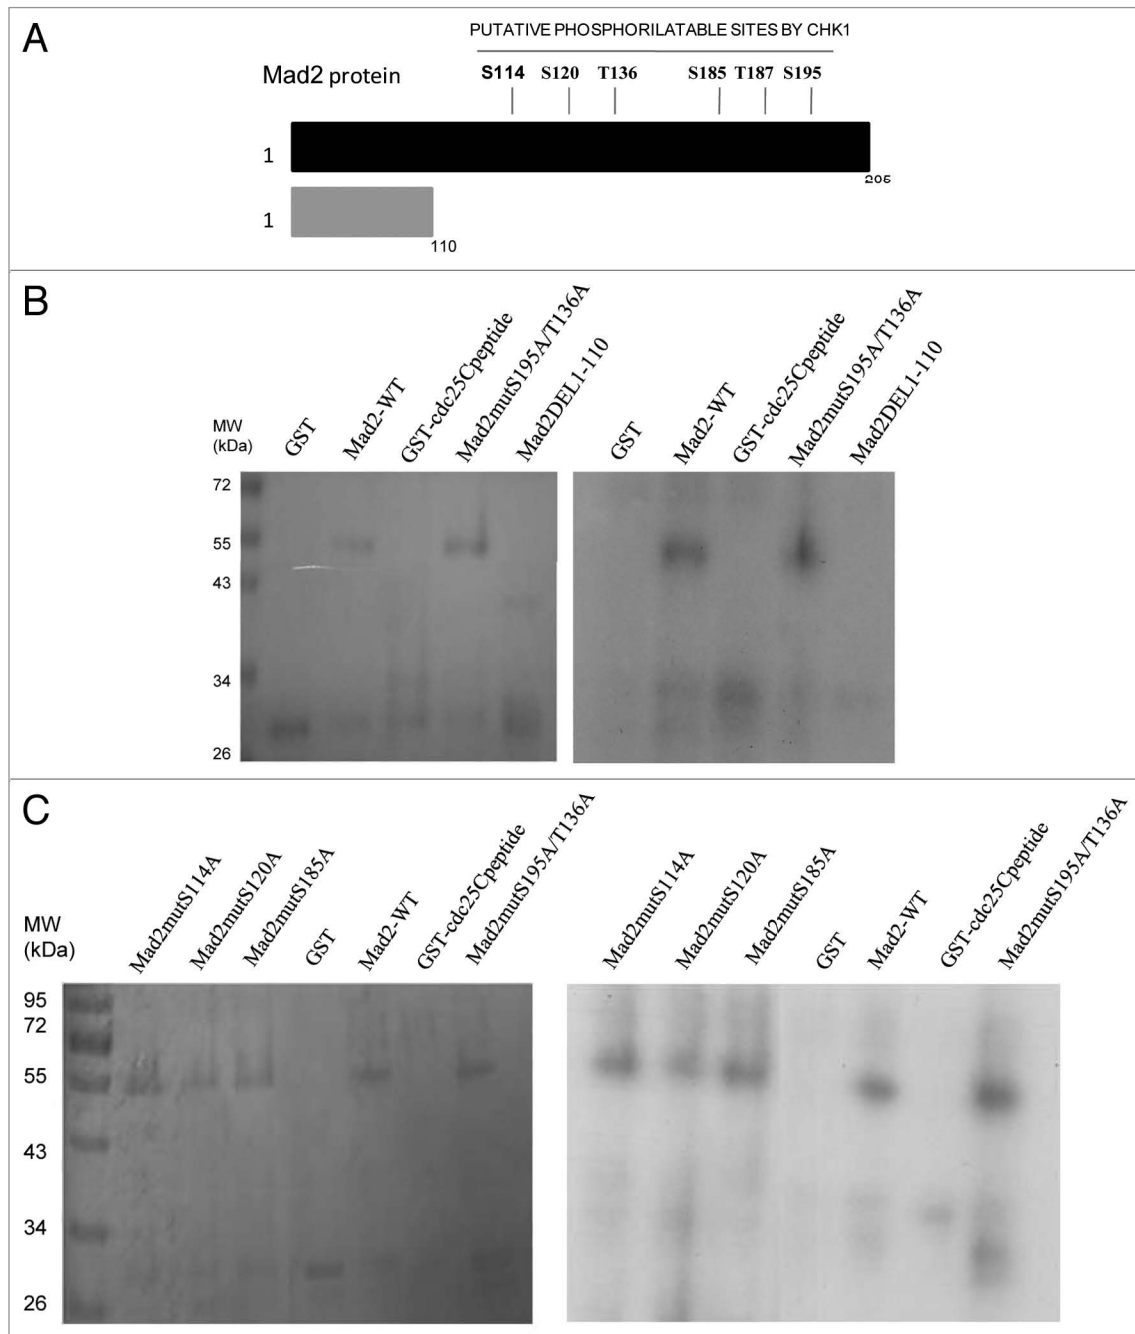 A
PUTATIVE PHOSPHORILATABLE SITES BY CHK1
Mad2 protein
S114 S120 T136 S185 T187 S195
1
205
1
110
B
MW
(kDa)
GST
Mad2-WT
GST-cdc25Cpeptide
Mad2mutS195A/T136A
Mad2DEL1-110
GST
Mad2-WT
GST-cdc25Cpeptide
Mad2mutS195A/T136A
Mad2DEL1-110
72
55
43
34
26
C
MW
(kDa)
Mad2mutS114A
Mad2mutS120A
Mad2mutS185A
GST
Mad2-WT
GST-cdc25Cpeptide
Mad2mutS195A/T136A
Mad2mutS114A
Mad2mutS120A
Mad2mutS185A
GST
Mad2-WT
GST-cdc25Cpeptide
Mad2mutS195A/T136A
95
72
55
43
34
26